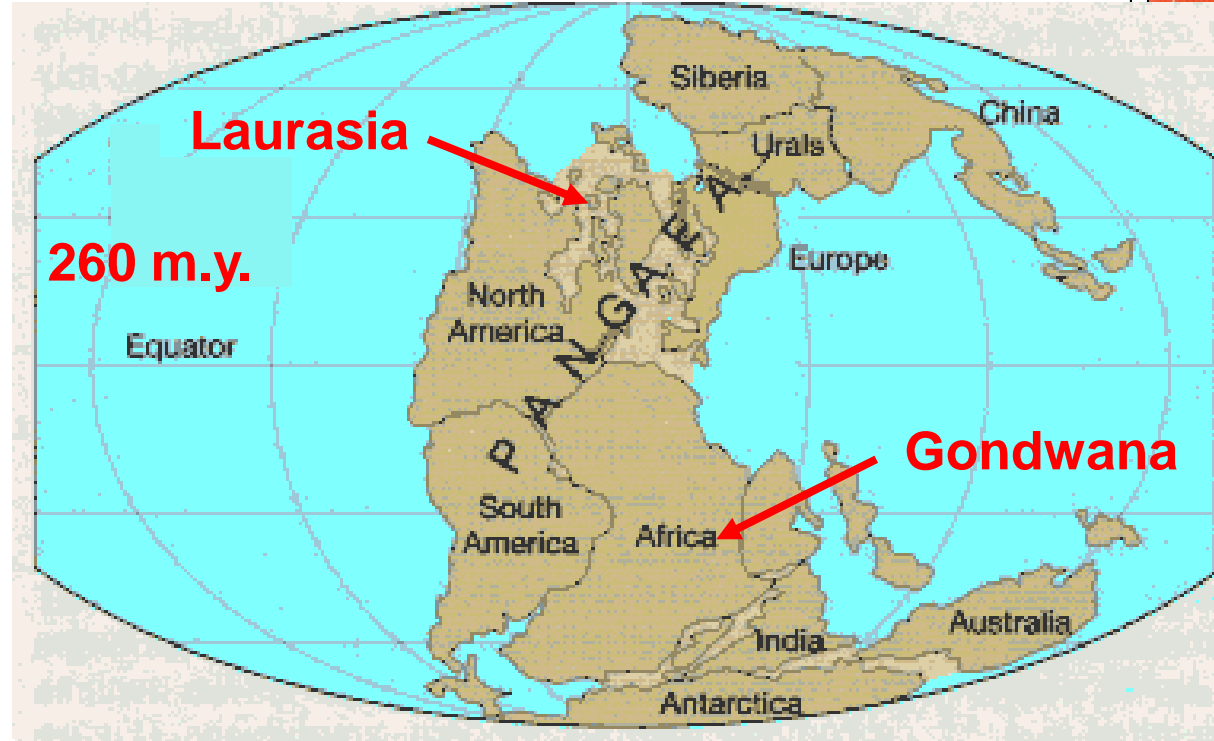 Siberia
China
Laurasia
Urals
260 m.y.
Europe
North
America
PANGAEA
Equator
Gondwana
South
America
Africa
Australia
India
Antarctica